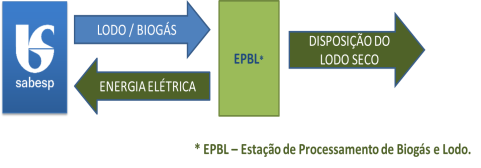 LODO / BIOGÁS
sabesp
ENERGIA ELÉTRICA
EPBL*
DISPOSIÇÃO DO
LODO SECO
* EPBL – Estação de Processamento de Biogás e Lodo.